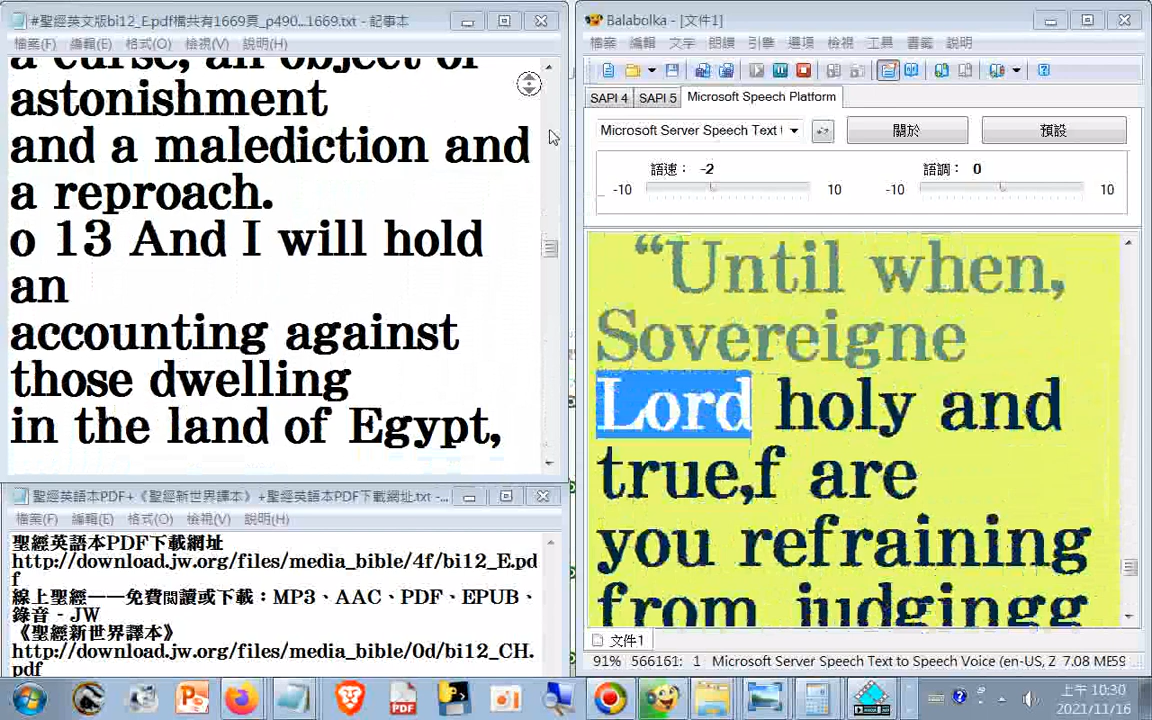 #聖經英文版bi12_E.pdf檔共有1669頁_p490...1669.txt - 記事本
檔案(F) 編輯(E) 格式(O) 檢視(V) 說明(H)
a curse, an object of
astonishment
and a malediction and
a reproach.
o 13 And I will hold
an
accounting against
those dwelling
in the land of Egypt,
聖經英語本PDF+《聖經新世界譯本》+聖經英語本PDF下載網址.txt - ...
檔案(F) 編輯(E) 格式(O) 檢視(V) 說明(H)
聖經英語本PDF下載網址
http://download.jw.org/files/media_bible/4f/bi12_E.pd
f
線上聖經——免費閱讀或下載：MP3、AAC、PDF、EPUB、
錄音 - JW
《聖經新世界譯本》
http://download.jw.org/files/media_bible/0d/bi12_CH.
pdf
Balabolka - [文件1]
檔案 編輯 文字 朗讀 引擎 選項 檢視 工具 書籤 說明
SAPI 4 SAPI 5 Microsoft Speech Platform
Microsoft Server Speech Text 關於 預設
語速： -2 語調： 0
-10 10 -10 10
“Until when,
Sovereigne
Lord holy and
true,f are
you refraining
from judgingg
文件1
91% 566161: 1 Microsoft Server Speech Text to Speech Voice (en-US, Z 7.08 ME59
PDF
上午 10:30
2021/11/16